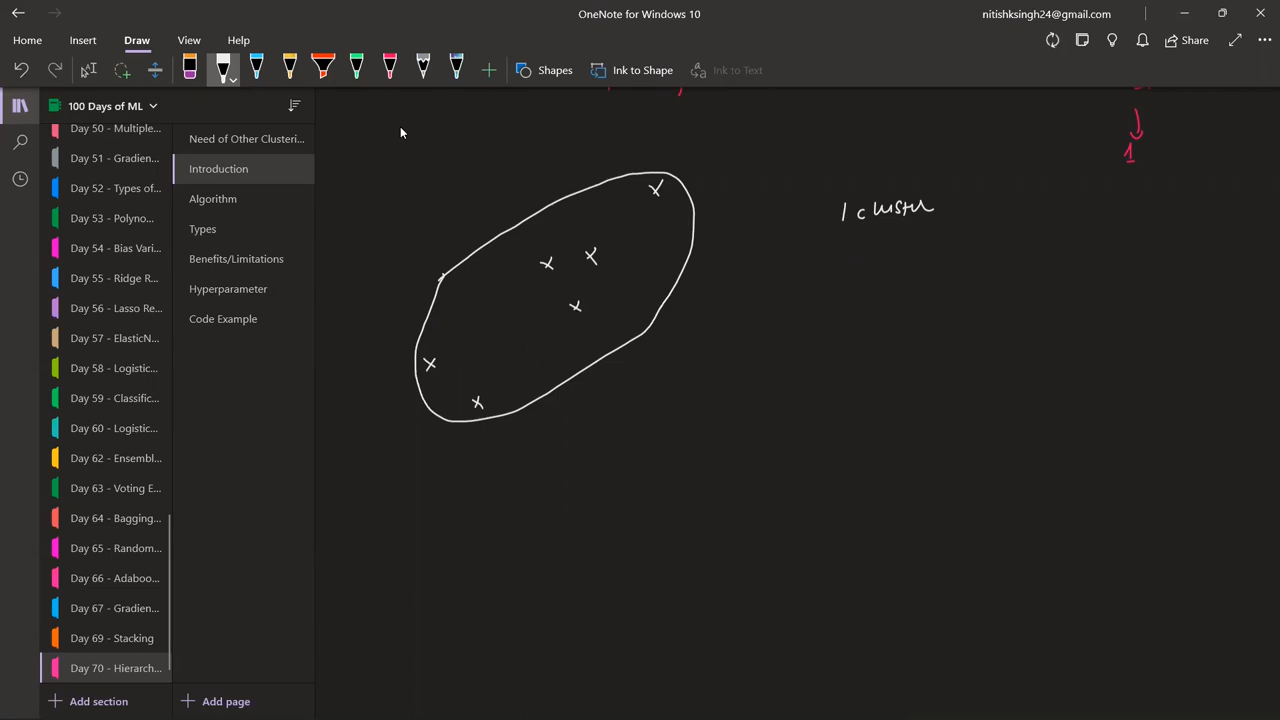 OneNote for Windows 10
nitishksingh24@gmail.com
Home Insert Draw View Help
Share
Shapes Ink to Shape Ink to Text
100 Days of ML
Day 50 - Multiple...
Day 51 - Gradien...
Day 52 - Types of...
Day 53 - Polyno...
Day 54 - Bias Vari...
Day 55 - Ridge R...
Day 56 - Lasso Re...
Day 57 - ElasticN...
Day 58 - Logistic...
Day 59 - Classific...
Day 60 - Logistic...
Day 62 - Ensembl...
Day 63 - Voting E...
Day 64 - Bagging...
Day 65 - Random...
Day 66 - Adaboo...
Day 67 - Gradien...
Day 69 - Stacking
Day 70 - Hierarch...
Add section
Need of Other Clusteri...
Introduction
Algorithm
Types
Benefits/Limitations
Hyperparameter
Code Example
Add page
1
1 cluster